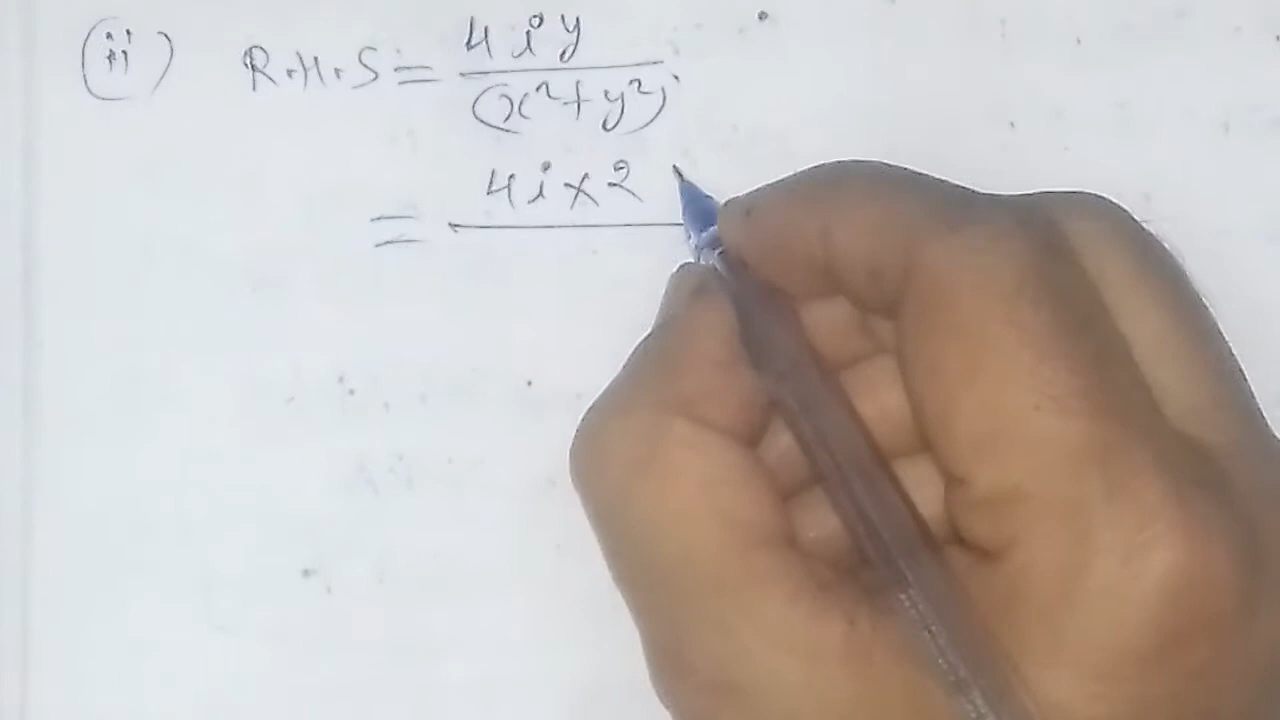 (ii) R.H.S = 4iy / (x²+y²)
= 4i×2